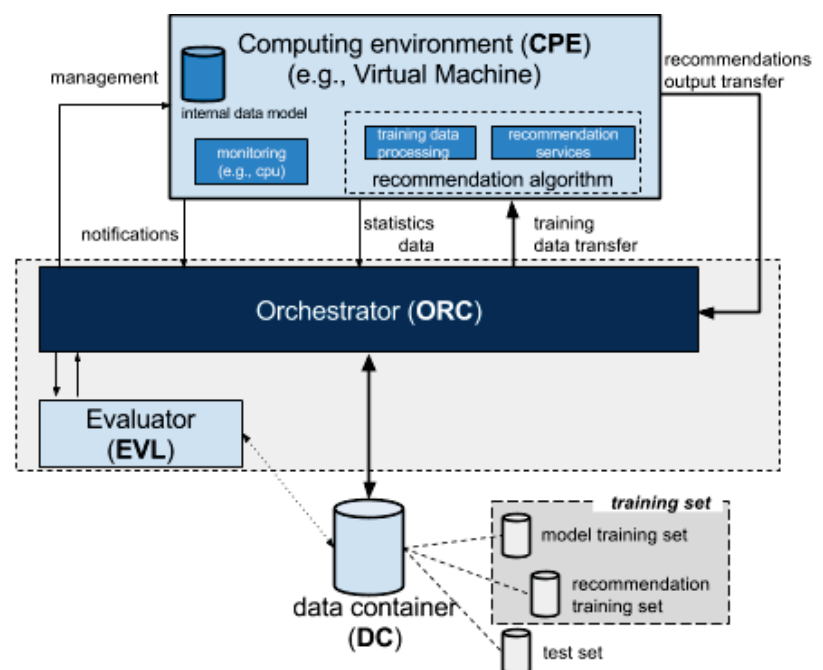 Computing environment (CPE)
(e.g., Virtual Machine)
recommendations
output transfer
management
internal data model
monitoring
(e.g., cpu)
training data
processing
recommendation
services
recommendation algorithm
notifications
statistics
data
training
data transfer
Orchestrator (ORC)
Evaluator
(EVL)
training set
model training set
recommendation
training set
data container
(DC)
test set